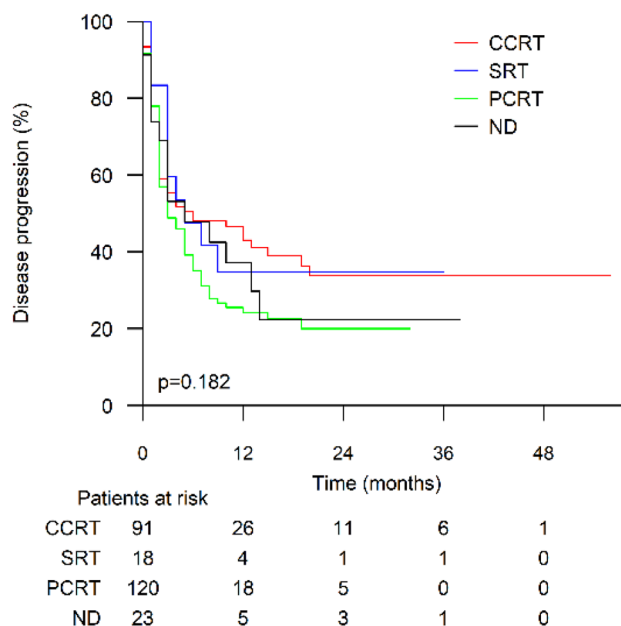 100
80
60
40
20
0
Disease progression (%)
CCRT
SRT
PCRT
ND
p=0.182
0 12 24 36 48
Time (months)
Patients at risk
CCRT 91 26 11 6 1
SRT 18 4 1 1 0
PCRT 120 18 5 0 0
ND 23 5 3 1 0